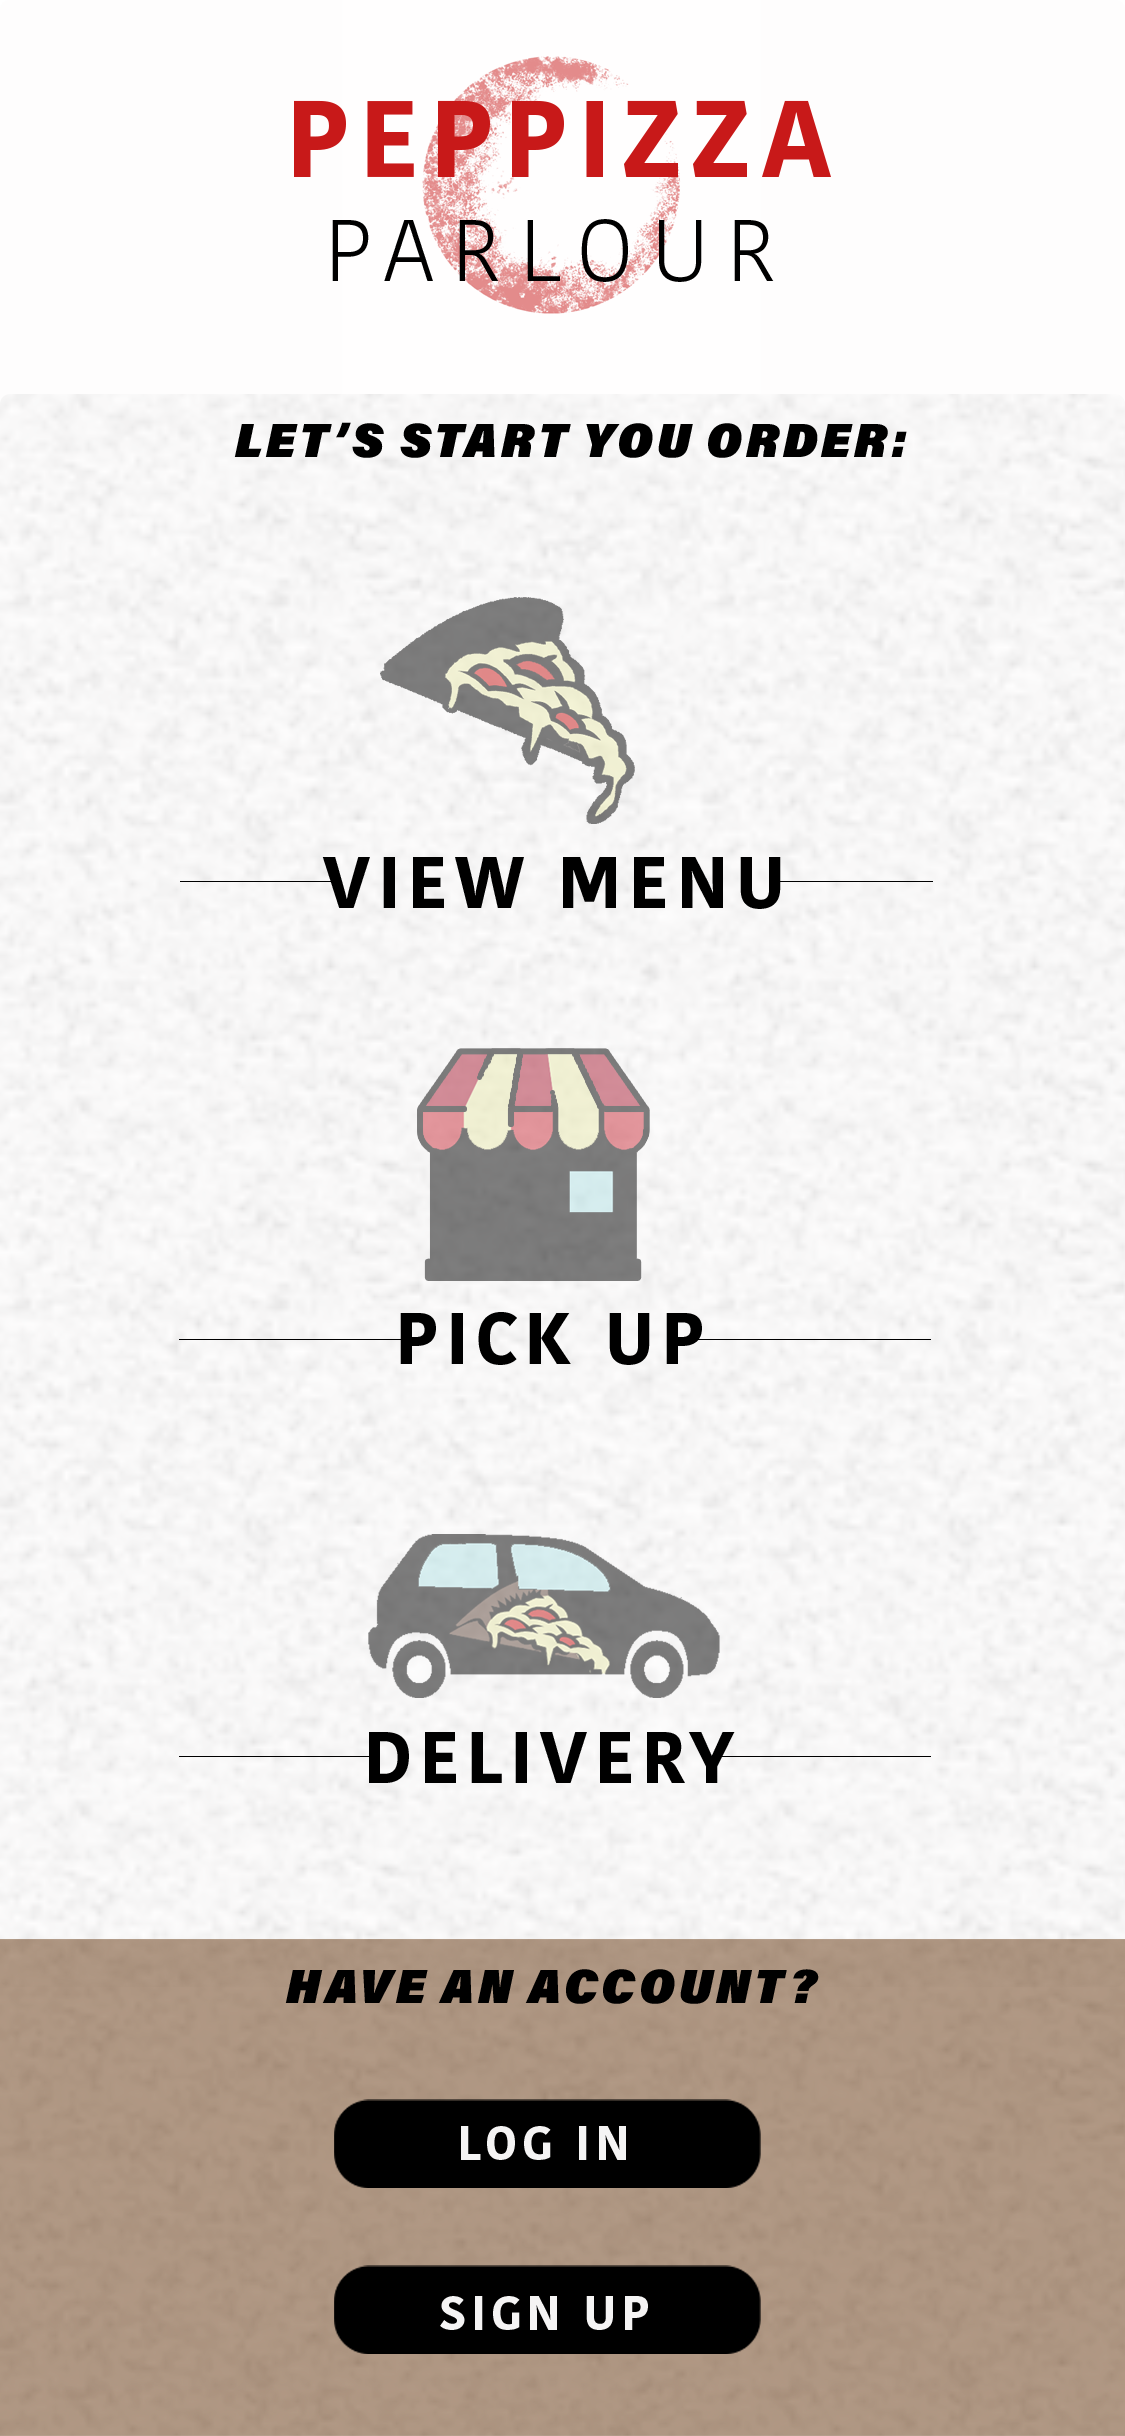 PEPPIZZA
PARLOUR
LET'S START YOU ORDER:
VIEW MENU
PICK UP
DELIVERY
HAVE AN ACCOUNT?
LOG IN
SIGN UP